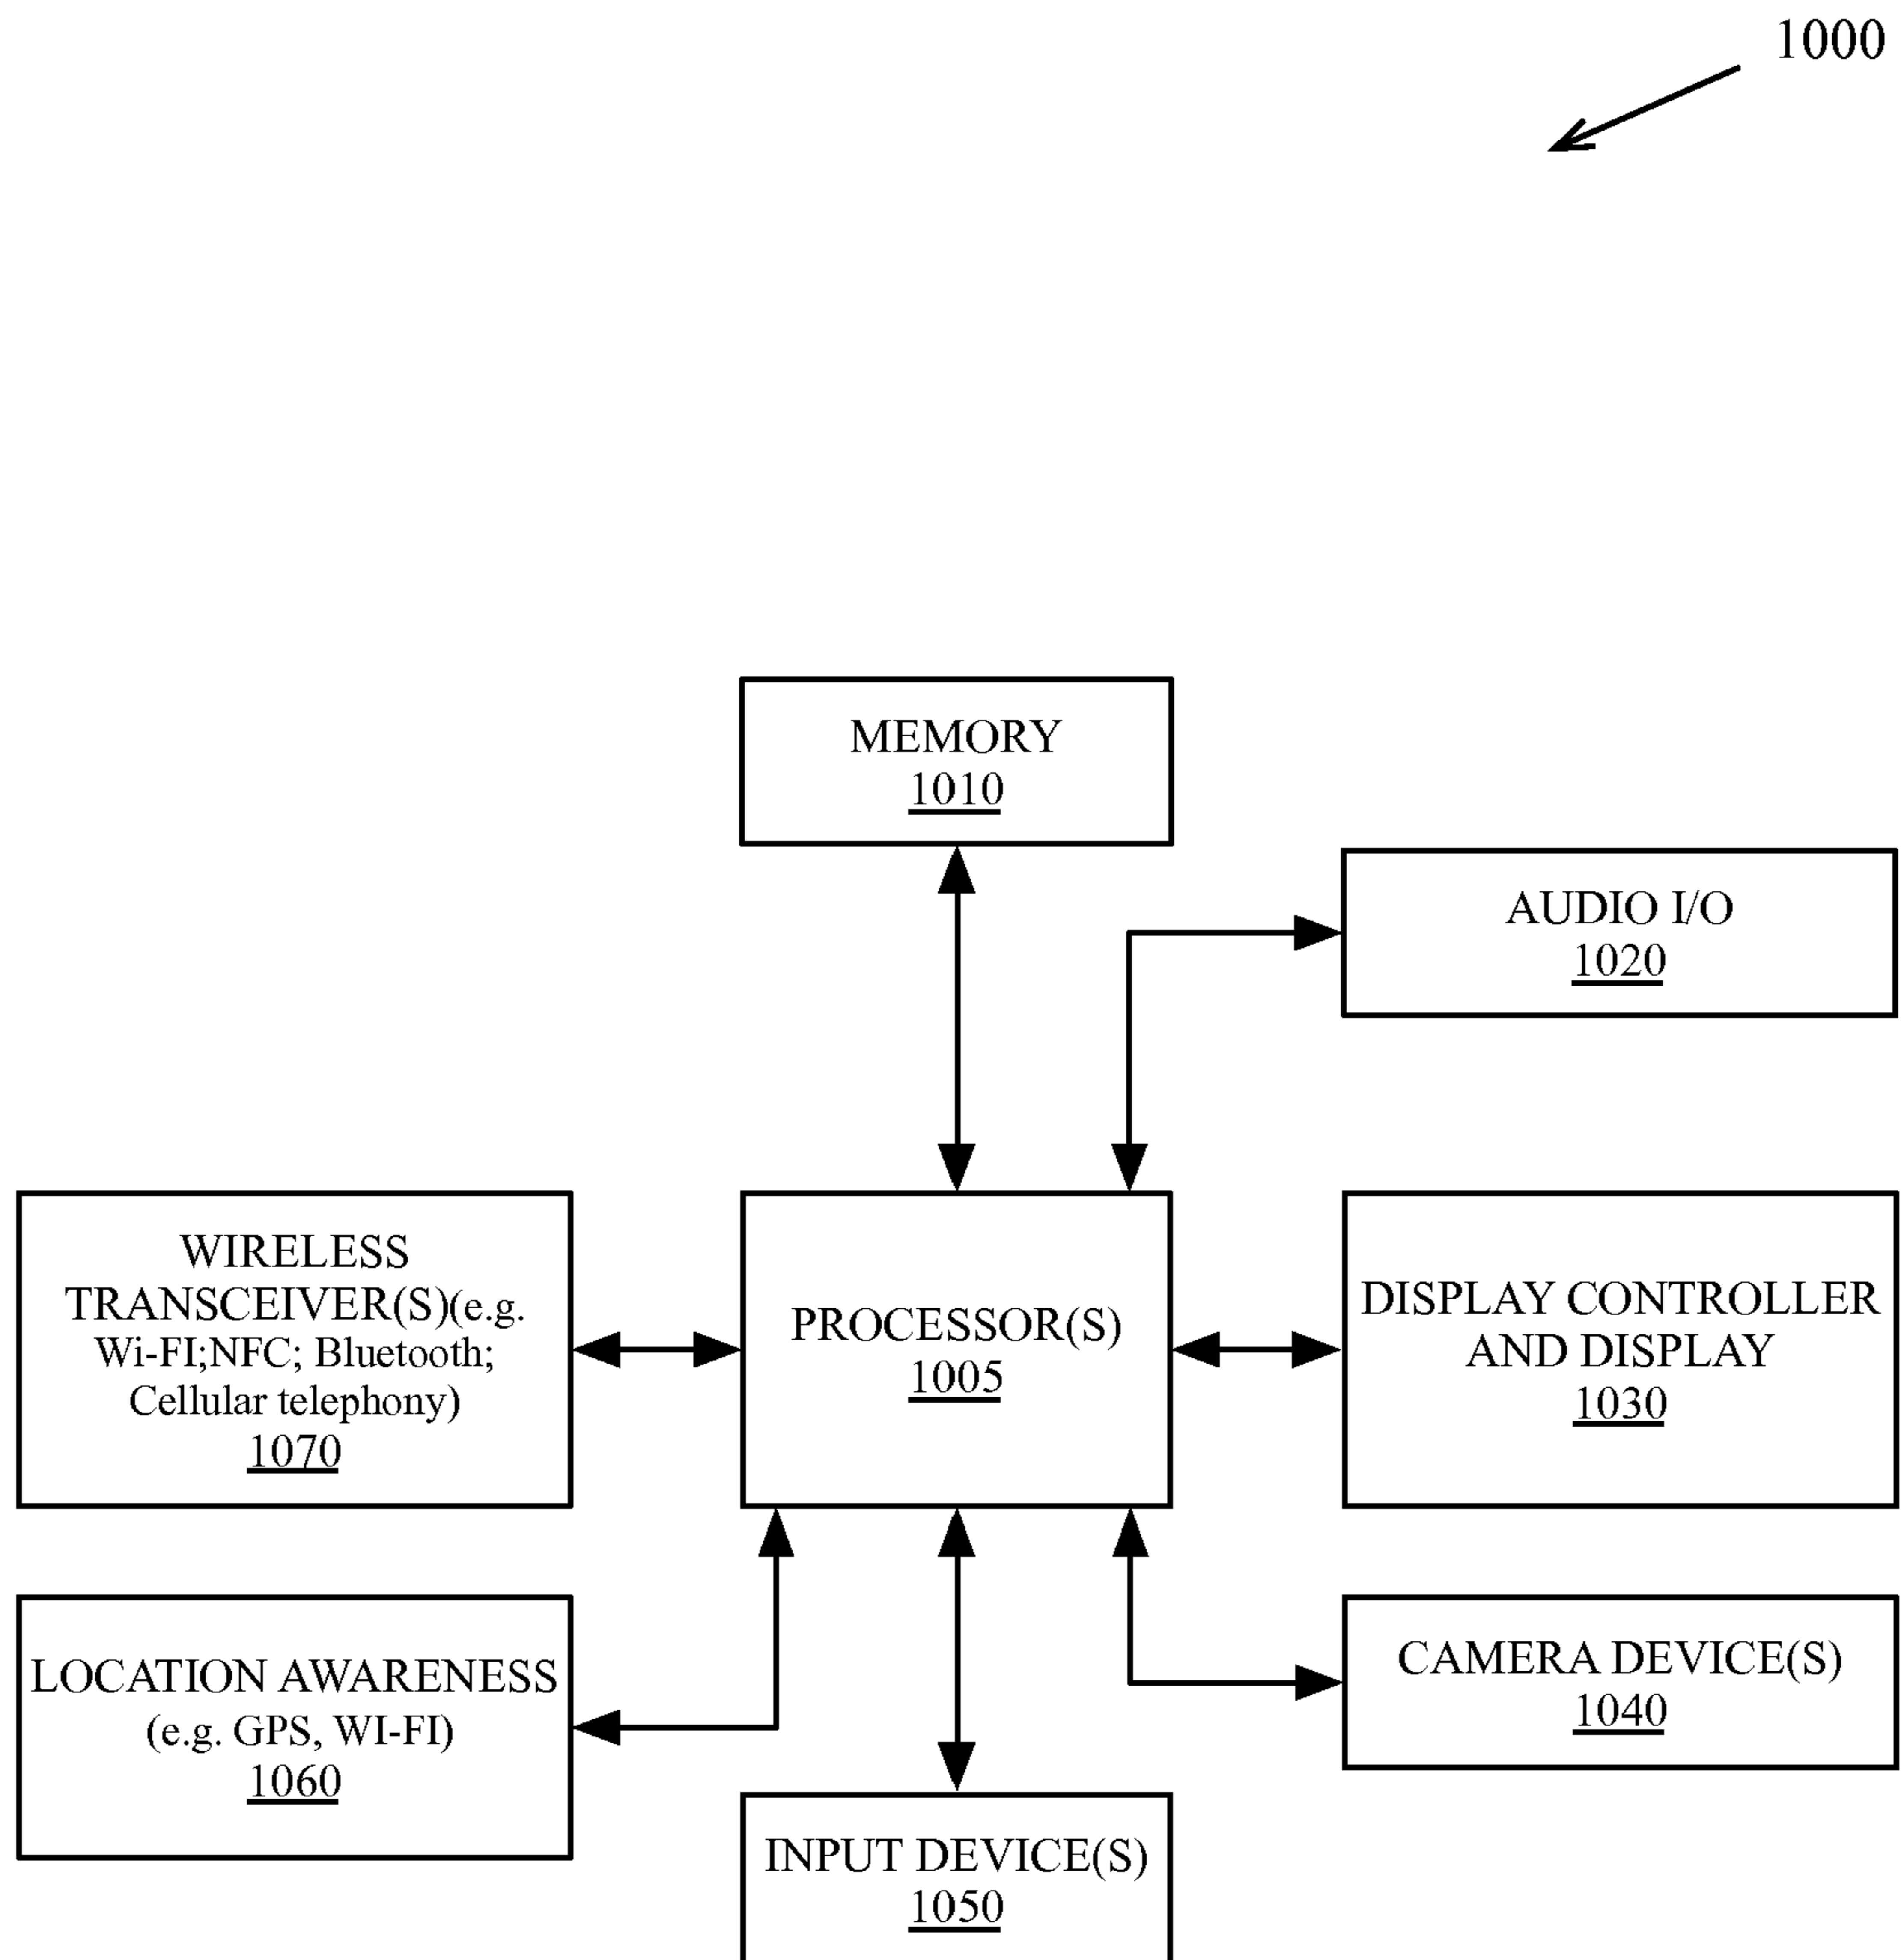 1000
MEMORY
1010
AUDIO I/O
1020
WIRELESS
TRANSCEIVER(S)(e.g.
Wi-FI;NFC; Bluetooth;
Cellular telephony)
1070
PROCESSOR(S)
1005
DISPLAY CONTROLLER
AND DISPLAY
1030
LOCATION AWARENESS
(e.g. GPS, WI-FI)
1060
CAMERA DEVICE(S)
1040
INPUT DEVICE(S)
1050